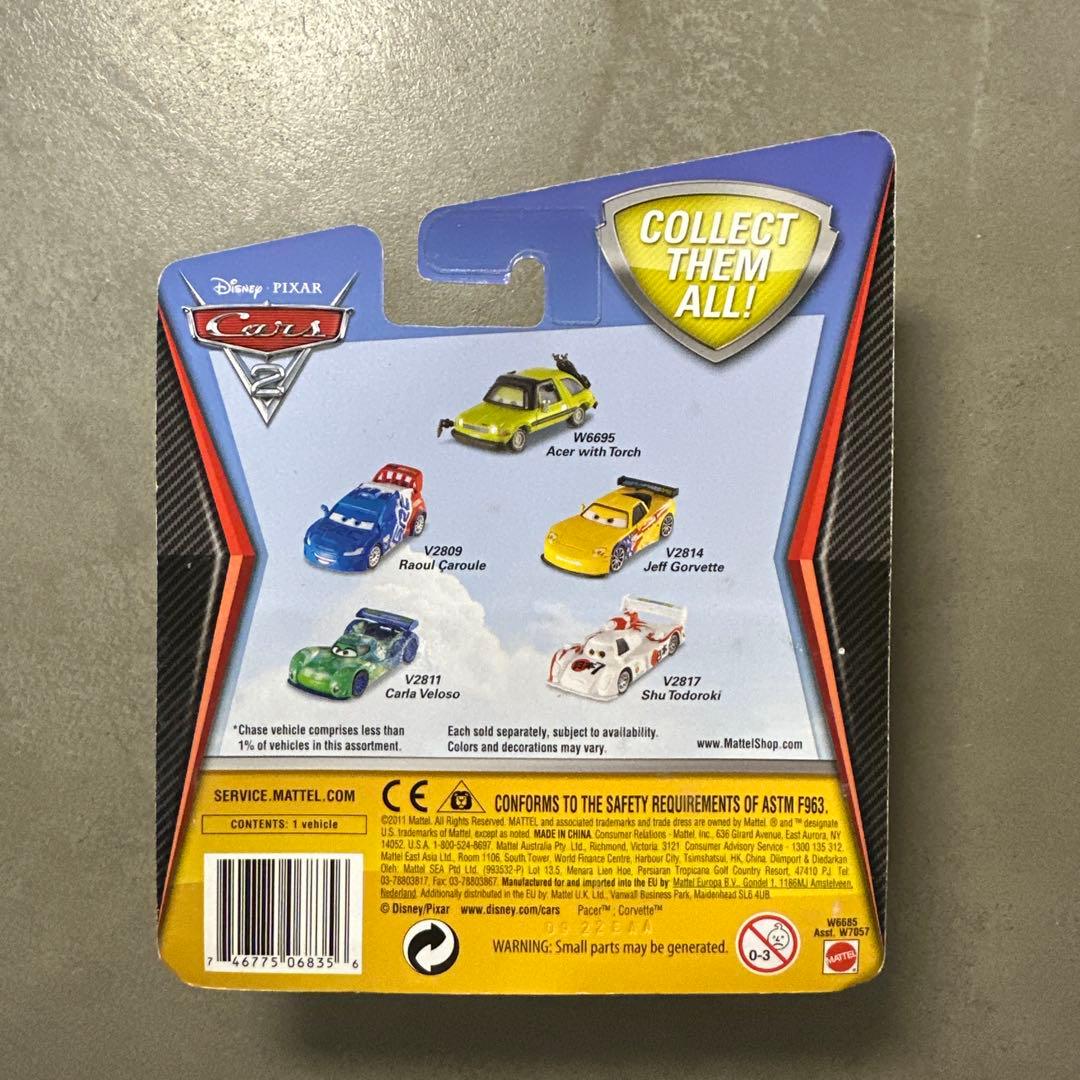 COLLECT
THEM
ALL!
Disney · PIXAR
Cars
2
W6695
Acer with Torch
V2809
Raoul Çaroule
V2814
Jeff Gorvette
V2811
Carla Veloso
V2817
Shu Todoroki
*Chase vehicle comprises less than
1% of vehicles in this assortment.
Each sold separately, subject to availability.
Colors and decorations may vary.
www.MattelShop.com
SERVICE.MATTEL.COM
CONTENTS: 1 vehicle
CE
CONFORMS TO THE SAFETY REQUIREMENTS OF ASTM F963.
©2011 Mattel. All Rights Reserved. MATTEL and associated trademarks and trade dress are owned by Mattel. ® and ™ designate
U.S. trademarks of Mattel, except as noted. MADE IN CHINA. Consumer Relations - Mattel, Inc., 636 Girard Avenue, East Aurora, NY
14052, U.S.A. 1-800-524-8697. Mattel Australia Pty. Ltd., Richmond, Victoria. 3121. Consumer Advisory Service - 1300 135 312.
Mattel East Asia Ltd., Room 1106, South Tower, World Finance Centre, Harbour City, Tsimshatsui, HK, China. Diimport & Diedarkan
Oleh: Mattel SEA Ptd Ltd. (993532-P) Lot 13.5, Menara Lien Hoe, Persiaran Tropicana Golf Country Resort, 47410 PJ. Tel:
03-78803817, Fax: 03-78803867. Manufactured for and imported into the EU by: Mattel Europa B.V., Gondel 1, 1186MJ Amstelveen,
Nederland. Additionally distributed in the EU by: Mattel U.K. Ltd., Vanwall Business Park, Maidenhead SL6 4UB.
© Disney/Pixar www.disney.com/cars Pacer™, Corvette™
09 22EAA
WARNING: Small parts may be generated.
0-3
W6685
Asst. W7057
MATTEL
7 46775 06835 6